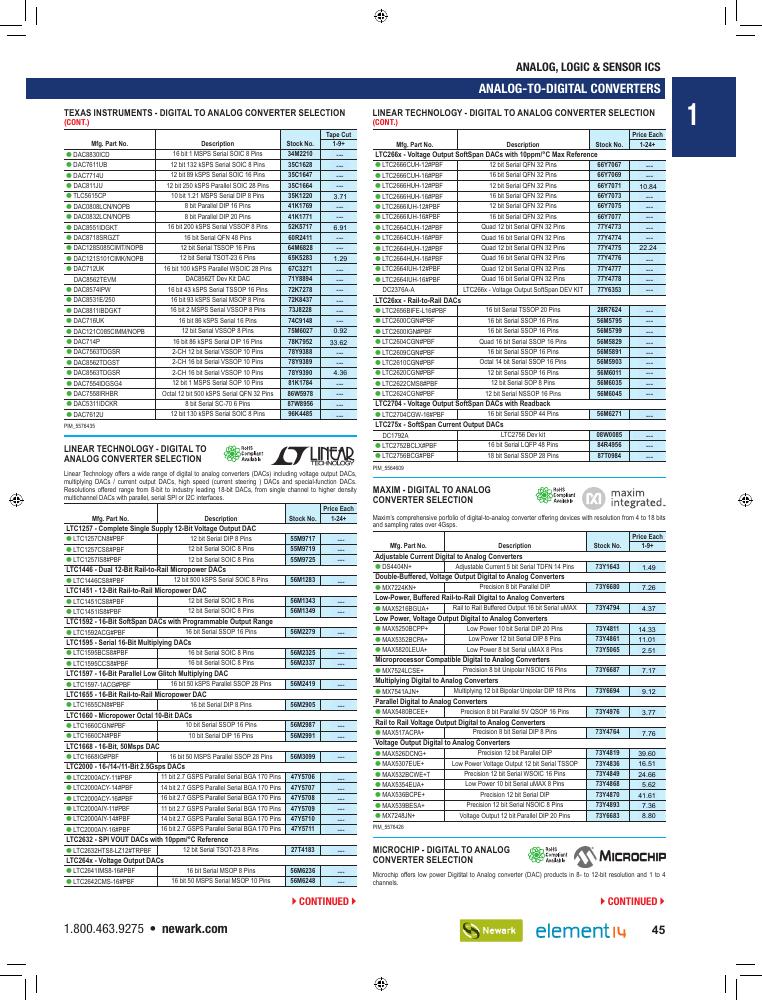 ANALOG, LOGIC & SENSOR ICS
ANALOG-TO-DIGITAL CONVERTERS
1
TEXAS INSTRUMENTS - DIGITAL TO ANALOG CONVERTER SELECTION
(CONT.)
Tape Cut
Mfg. Part No. Description Stock No. 1-9+
DAC8830ICD 16 bit 1 MSPS Serial SOIC 8 Pins 34M2210 ---
DAC7611UB 12 bit 132 kSPS Serial SOIC 8 Pins 35C1628 ---
DAC7714U 12 bit 89 kSPS Serial SOIC 16 Pins 35C1647 ---
DAC811JU 12 bit 250 kSPS Parallel SOIC 28 Pins 35C1664 ---
TLC5615CP 10 bit 1.21 MSPS Serial DIP 8 Pins 35K1220 3.71
DAC0808LCN/NOPB 8 bit Parallel DIP 16 Pins 41K1769 ---
DAC0832LCN/NOPB 8 bit Parallel DIP 20 Pins 41K1771 ---
DAC8551IDGKT 16 bit 200 kSPS Serial VSSOP 8 Pins 52K5717 6.91
DAC8718SRGZT 16 bit Serial QFN 48 Pins 60R2411 ---
DAC128S085CIMT/NOPB 12 bit Serial TSSOP 16 Pins 64M6828 ---
DAC121S101CIMK/NOPB 12 bit Serial TSOT-23 6 Pins 65K5283 1.29
DAC712UK 16 bit 100 kSPS Parallel WSOIC 28 Pins 67C3271 ---
DAC8562TEVM DAC8562T Dev Kit DAC 71Y8894 ---
DAC8574IPW 16 bit 43 kSPS Serial TSSOP 16 Pins 72K7278 ---
DAC8531E/250 16 bit 93 kSPS Serial MSOP 8 Pins 72K8437 ---
DAC8811IBDGKT 16 bit 2 MSPS Serial VSSOP 8 Pins 73J8228 ---
DAC716UK 16 bit 86 kSPS Serial 16 Pins 74C9148 ---
DAC121C085CIMM/NOPB 12 bit Serial VSSOP 8 Pins 75M6027 0.92
DAC714P 16 bit 86 kSPS Serial DIP 16 Pins 78K7952 33.62
DAC7563TDGSR 2-CH 12 bit Serial VSSOP 10 Pins 78Y9388 ---
DAC8562TDGST 2-CH 16 bit Serial VSSOP 10 Pins 78Y9389 ---
DAC8563TDGSR 2-CH 16 bit Serial VSSOP 10 Pins 78Y9390 4.36
DAC7554IDGSG4 12 bit 1 MSPS Serial SOP 10 Pins 81K1784 ---
DAC7558IRHBR Octal 12 bit 500 kSPS Serial QFN 32 Pins 86W5978 ---
DAC5311IDCKR 8 bit Serial SC-70 6 Pins 87W8956 ---
DAC7612U 12 bit 130 kSPS Serial SOIC 8 Pins 96K4485 ---
PIM_5576435
LINEAR TECHNOLOGY - DIGITAL TO
ANALOG CONVERTER SELECTION
RoHS Compliant Available
LINEAR TECHNOLOGY
Linear Technology offers a wide range of digital to analog converters (DACs) including voltage output DACs,
multiplying DACs / current output DACs, high speed (current steering ) DACs and special-function DACs.
Resolutions offered range from 8-bit to industry leading 18-bit DACs, from single channel to higher density
multichannel DACs with parallel, serial SPI or I2C interfaces.
Price Each
Mfg. Part No. Description Stock No. 1-24+
LTC1257 - Complete Single Supply 12-Bit Voltage Output DAC
LTC1257CN8#PBF 12 bit Serial DIP 8 Pins 55M9717 ---
LTC1257CS8#PBF 12 bit Serial SOIC 8 Pins 55M9719 ---
LTC1257IS8#PBF 12 bit Serial SOIC 8 Pins 55M9725 ---
LTC1446 - Dual 12-Bit Rail-to-Rail Micropower DACs
LTC1446CS8#PBF 12 bit 500 kSPS Serial SOIC 8 Pins 56M1283 ---
LTC1451 - 12-Bit Rail-to-Rail Micropower DAC
LTC1451CS8#PBF 12 bit Serial SOIC 8 Pins 56M1343 ---
LTC1451IS8#PBF 12 bit Serial SOIC 8 Pins 56M1349 ---
LTC1592 - 16-Bit SoftSpan DACs with Programmable Output Range
LTC1592ACG#PBF 16 bit Serial SSOP 16 Pins 56M2279 ---
LTC1595 - Serial 16-Bit Multiplying DACs
LTC1595BCS8#PBF 16 bit Serial SOIC 8 Pins 56M2325 ---
LTC1595CCS8#PBF 16 bit Serial SOIC 8 Pins 56M2337 ---
LTC1597 - 16-Bit Parallel Low Glitch Multiplying DAC
LTC1597-1ACG#PBF 16 bit 50 kSPS Parallel SSOP 28 Pins 56M2419 ---
LTC1655 - 16-Bit Rail-to-Rail Micropower DAC
LTC1655CN8#PBF 16 bit Serial DIP 8 Pins 56M2905 ---
LTC1660 - Micropower Octal 10-Bit DACs
LTC1660CGN#PBF 10 bit Serial SSOP 16 Pins 56M2987 ---
LTC1660CN#PBF 10 bit Serial DIP 16 Pins 56M2991 ---
LTC1668 - 16-Bit, 50Msps DAC
LTC1668IG#PBF 16 bit 50 MSPS Parallel SSOP 28 Pins 56M3099 ---
LTC2000 - 16-/14-/11-Bit 2.5Gsps DACs
LTC2000ACY-11#PBF 11 bit 2.7 GSPS Parallel Serial BGA 170 Pins 47Y5706 ---
LTC2000ACY-14#PBF 14 bit 2.7 GSPS Parallel Serial BGA 170 Pins 47Y5707 ---
LTC2000ACY-16#PBF 16 bit 2.7 GSPS Parallel Serial BGA 170 Pins 47Y5708 ---
LTC2000AIY-11#PBF 11 bit 2.7 GSPS Parallel Serial BGA 170 Pins 47Y5709 ---
LTC2000AIY-14#PBF 14 bit 2.7 GSPS Parallel Serial BGA 170 Pins 47Y5710 ---
LTC2000AIY-16#PBF 16 bit 2.7 GSPS Parallel Serial BGA 170 Pins 47Y5711 ---
LTC2632 - SPI VOUT DACs with 10ppm/°C Reference
LTC2632HTS8-LZ12#TRPBF 12 bit Serial TSOT-23 8 Pins 27T4183 ---
LTC264x - Voltage Output DACs
LTC2641IMS8-16#PBF 16 bit Serial MSOP 8 Pins 56M6236 ---
LTC2642CMS-16#PBF 16 bit 50 MSPS Serial MSOP 10 Pins 56M6248 ---
CONTINUED
LINEAR TECHNOLOGY - DIGITAL TO ANALOG CONVERTER SELECTION
(CONT.)
Price Each
Mfg. Part No. Description Stock No. 1-24+
LTC266x - Voltage Output SoftSpan DACs with 10ppm/°C Max Reference
LTC2666CUH-12#PBF 12 bit Serial QFN 32 Pins 66Y7067 ---
LTC2666CUH-16#PBF 16 bit Serial QFN 32 Pins 66Y7069 ---
LTC2666HUH-12#PBF 12 bit Serial QFN 32 Pins 66Y7071 10.84
LTC2666HUH-16#PBF 16 bit Serial QFN 32 Pins 66Y7073 ---
LTC2666IUH-12#PBF 12 bit Serial QFN 32 Pins 66Y7075 ---
LTC2666IUH-16#PBF 16 bit Serial QFN 32 Pins 66Y7077 ---
LTC2664CUH-12#PBF Quad 12 bit Serial QFN 32 Pins 77Y4773 ---
LTC2664CUH-16#PBF Quad 16 bit Serial QFN 32 Pins 77Y4774 ---
LTC2664HUH-12#PBF Quad 12 bit Serial QFN 32 Pins 77Y4775 22.24
LTC2664HUH-16#PBF Quad 16 bit Serial QFN 32 Pins 77Y4776 ---
LTC2664IUH-12#PBF Quad 12 bit Serial QFN 32 Pins 77Y4777 ---
LTC2664IUH-16#PBF Quad 16 bit Serial QFN 32 Pins 77Y4778 ---
DC2376A-A LTC266x - Voltage Output SoftSpan DEV KIT 77Y6353 ---
LTC26xx - Rail-to-Rail DACs
LTC2656BIFE-L16#PBF 16 bit Serial TSSOP 20 Pins 28R7624 ---
LTC2600CGN#PBF 16 bit Serial SSOP 16 Pins 56M5795 ---
LTC2600IGN#PBF 16 bit Serial SSOP 16 Pins 56M5799 ---
LTC2604CGN#PBF Quad 16 bit Serial SSOP 16 Pins 56M5829 ---
LTC2609CGN#PBF 16 bit Serial SSOP 16 Pins 56M5891 ---
LTC2610CGN#PBF Octal 14 bit Serial SSOP 16 Pins 56M5903 ---
LTC2620CGN#PBF 12 bit Serial SSOP 16 Pins 56M6011 ---
LTC2622CMS8#PBF 12 bit Serial SOP 8 Pins 56M6035 ---
LTC2624CGN#PBF 12 bit Serial NSSOP 16 Pins 56M6045 ---
LTC2704 - Voltage Output SoftSpan DACs with Readback
LTC2704CGW-16#PBF 16 bit Serial SSOP 44 Pins 56M6271 ---
LTC275x - SoftSpan Current Output DACs
DC1792A LTC2756 Dev kit 08W0085 ---
LTC2752BCLX#PBF 16 bit Serial LQFP 48 Pins 84R4956 ---
LTC2756BCG#PBF 18 bit Serial SSOP 28 Pins 87T0984 ---
PIM_5564609
MAXIM - DIGITAL TO ANALOG
CONVERTER SELECTION
RoHS Compliant Available
maxim integrated.
Maxim's comprehensive porfolio of digital-to-analog converter offering devices with resolution from 4 to 18 bits
and sampling rates over 4Gsps.
Price Each
Mfg. Part No. Description Stock No. 1-9+
Adjustable Current Digital to Analog Converters
DS4404N+ Adjustable Current 5 bit Serial TDFN 14 Pins 73Y1643 1.49
Double-Buffered, Voltage Output Digital to Analog Converters
MX7224KN+ Precision 8 bit Parallel DIP 73Y6680 7.26
Low-Power, Buffered Rail-to-Rail Digital to Analog Converters
MAX5216BGUA+ Rail to Rail Buffered Output 16 bit Serial uMAX 73Y4794 4.37
Low Power, Voltage Output Digital to Analog Converters
MAX5250BCPP+ Low Power 10 bit Serial DIP 20 Pins 73Y4811 14.33
MAX5352BCPA+ Low Power 12 bit Serial DIP 8 Pins 73Y4861 11.01
MAX5820LEUA+ Low Power 8 bit Serial uMAX 8 Pins 73Y5065 2.51
Microprocessor Compatible Digital to Analog Converters
MX7524LCSE+ Precision 8 bit Unipolar NSOIC 16 Pins 73Y6687 7.17
Multiplying Digital to Analog Converters
MX7541AJN+ Multiplying 12 bit Bipolar Unipolar DIP 18 Pins 73Y6694 9.12
Parallel Digital to Analog Converters
MAX5480BCEE+ Precision 8 bit Parallel 5V QSOP 16 Pins 73Y4976 3.77
Rail to Rail Voltage Output Digital to Analog Converters
MAX517ACPA+ Precision 8 bit Serial DIP 8 Pins 73Y4764 7.76
Voltage Output Digital to Analog Converters
MAX526DCNG+ Precision 12 bit Parallel DIP 73Y4819 39.60
MAX5307EUE+ Low Power Voltage Output 12 bit Serial TSSOP 73Y4836 16.51
MAX532BCWE+T Precision 12 bit Serial WSOIC 16 Pins 73Y4849 24.66
MAX5354EUA+ Low Power 10 bit Serial uMAX 8 Pins 73Y4868 5.62
MAX536BCPE+ Precision 12 bit Serial DIP 73Y4870 41.61
MAX539BESA+ Precision 12 bit Serial NSOIC 8 Pins 73Y4893 7.36
MX7248JN+ Voltage Output 12 bit Parallel DIP 20 Pins 73Y6683 8.80
PIM_5576426
MICROCHIP - DIGITAL TO ANALOG
CONVERTER SELECTION
RoHS Compliant Available
MICROCHIP
Microchip offers low power Digitital to Analog converter (DAC) products in 8- to 12-bit resolution and 1 to 4
channels.
CONTINUED
1.800.463.9275 • newark.com
Newark
element14
45